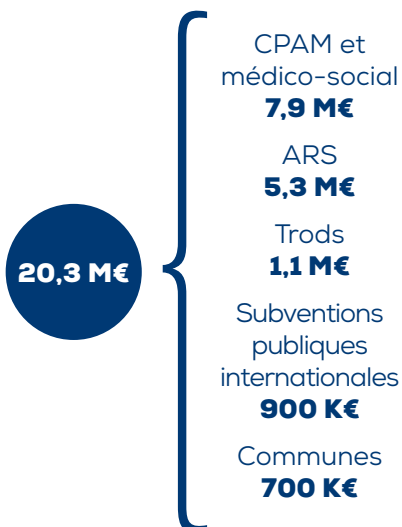 20,3 M€
CPAM et
médico-social
7,9 M€
ARS
5,3 M€
Trods
1,1 M€
Subventions
publiques
internationales
900 K€
Communes
700 K€